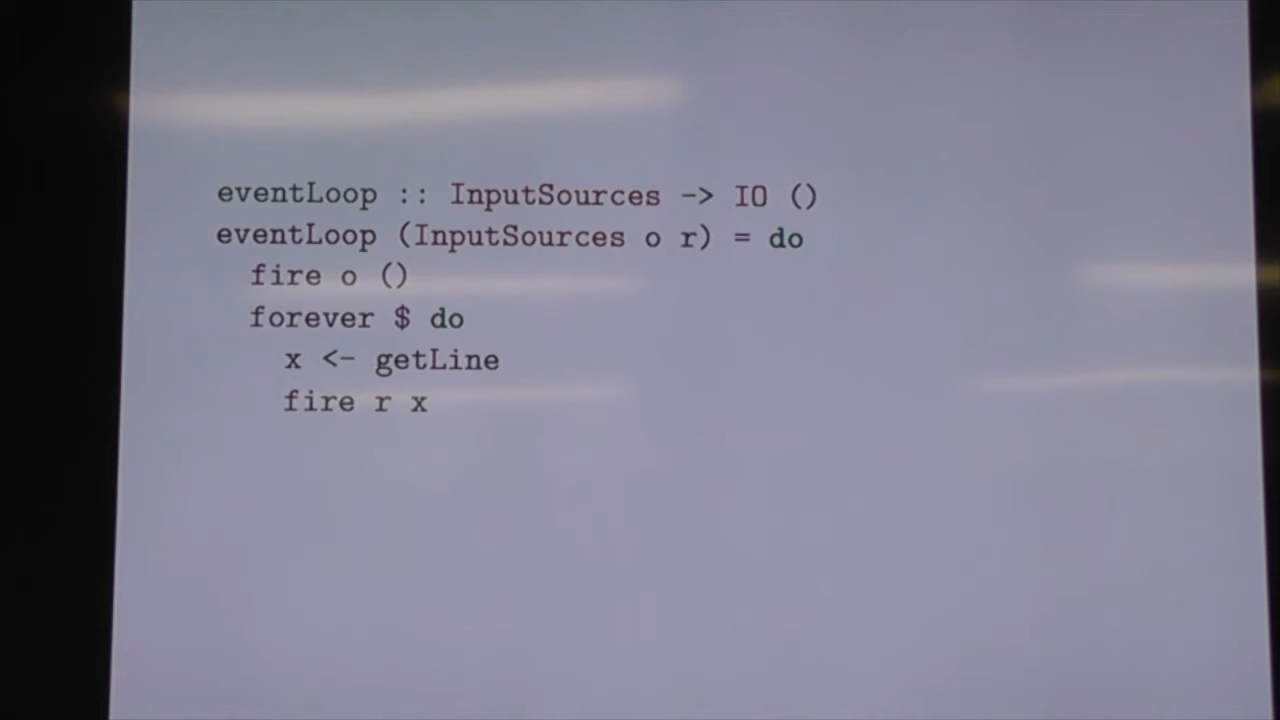 eventLoop :: InputSources -> IO ()
eventLoop (InputSources o r) = do
  fire o ()
  forever $ do
    x <- getLine
    fire r x